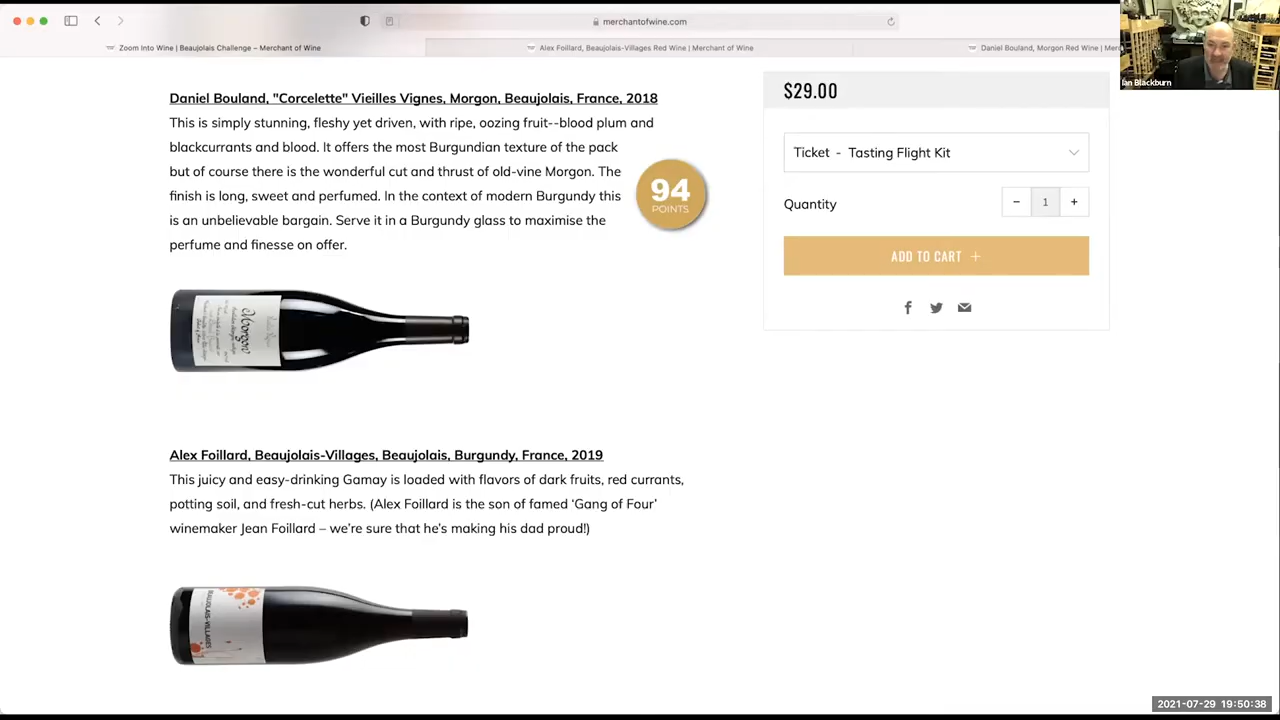 merchantofwine.com
Zoom Into Wine | Beaujolais Challenge – Merchant of Wine
Alex Foillard, Beaujolais-Villages Red Wine | Merchant of Wine
Daniel Bouland, Morgon Red Wine | Merc
Ian Blackburn
Daniel Bouland, "Corcelette" Vieilles Vignes, Morgon, Beaujolais, France, 2018
This is simply stunning, fleshy yet driven, with ripe, oozing fruit--blood plum and
blackcurrants and blood. It offers the most Burgundian texture of the pack
but of course there is the wonderful cut and thrust of old-vine Morgon. The
finish is long, sweet and perfumed. In the context of modern Burgundy this
is an unbelievable bargain. Serve it in a Burgundy glass to maximise the
perfume and finesse on offer.
94
POINTS
Morgon
Alex Foillard, Beaujolais-Villages, Beaujolais, Burgundy, France, 2019
This juicy and easy-drinking Gamay is loaded with flavors of dark fruits, red currants,
potting soil, and fresh-cut herbs. (Alex Foillard is the son of famed ‘Gang of Four’
winemaker Jean Foillard – we’re sure that he’s making his dad proud!)
BEAUJOLAIS-VILLAGES
$29.00
Ticket - Tasting Flight Kit
Quantity
− 1 +
ADD TO CART +
2021-07-29 19:50:38